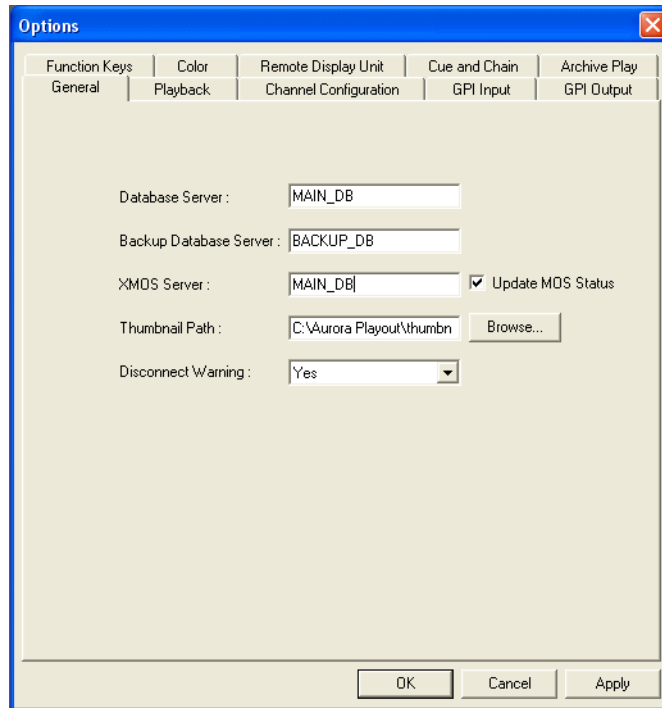 Options
Function Keys Color Remote Display Unit Cue and Chain Archive Play
General Playback Channel Configuration GPI Input GPI Output
Database Server : MAIN_DB
Backup Database Server : BACKUP_DB
XMOS Server : MAIN_DB Update MOS Status
Thumbnail Path : C:\Aurora Playout\thumbn Browse...
Disconnect Warning : Yes
OK Cancel Apply